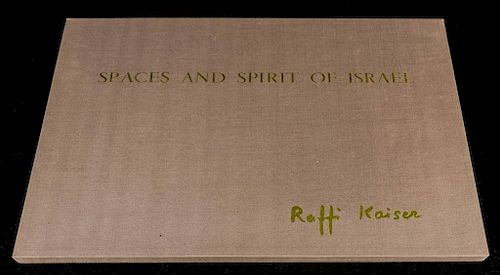 SPACES AND SPIRIT OF ISRAEL
Raffi Kaiser